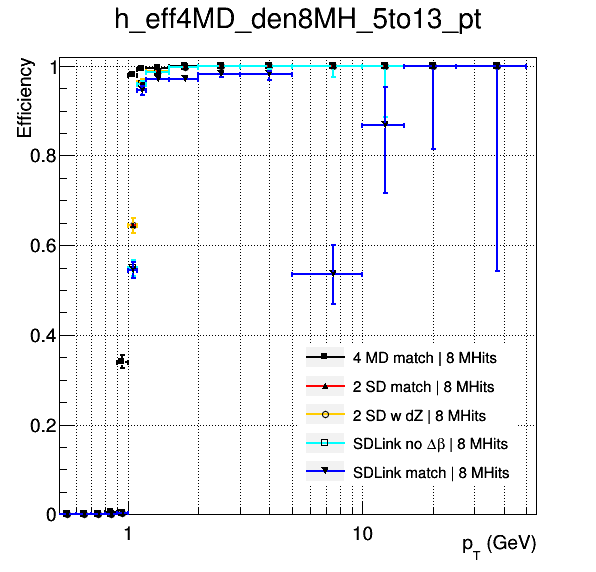 h_eff4MD_den8MH_5to13_pt
Efficiency
1
0.8
0.6
0.4
0.2
0
4 MD match | 8 MHits
2 SD match | 8 MHits
2 SD w dZ | 8 MHits
SDLink no Δβ | 8 MHits
SDLink match | 8 MHits
1 10
p_T (GeV)